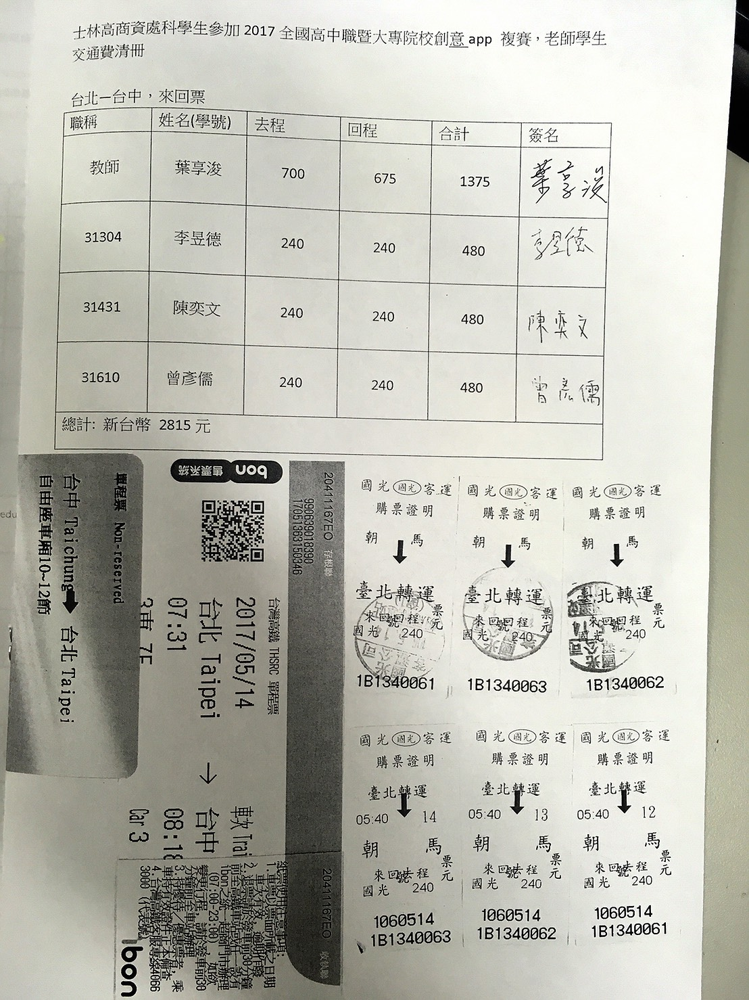 士林高商資處科學生參加 2017 全國高中職暨大專院校創意 app 複賽，老師學生
交通費清冊
台北－台中，來回票
職稱 姓名(學號) 去程 回程 合計 簽名
教師 葉享浚 700 675 1375 葉享浚
31304 李昱德 240 240 480 李昱德
31431 陳奕文 240 240 480 陳奕文
31610 曾彥儒 240 240 480 曾彥儒
總計: 新台幣 2815 元
單程票 Non-reserved
台中 Taichung 台北 Taipei
自由座車廂10~12節
ibon 售票系統
20411167EO 存根聯
990639018390
17051363150346
台灣高鐵 THSRC 單程票
2017/05/14 車次 Trai
台北 Taipei → 台中
07:31 08:18
3車 7E Car 3
20411167EO 收執聯
ibon
國光 國光 客運
購票證明
朝馬
臺北轉運
來回回程
國光號 240 票元
1B1340061
國光 國光 客運
購票證明
朝馬
臺北轉運
來回回程
國光號 240 票元
1B1340063
國光 國光 客運
購票證明
朝馬
臺北轉運
來回回程
國光號 240 票元
1B1340062
國光 國光 客運
購票證明
臺北轉運
05:40 14
朝馬
來回去程
國光號 240 票元
1060514
1B1340063
國光 國光 客運
購票證明
臺北轉運
05:40 13
朝馬
來回去程
國光號 240 票元
1060514
1B1340062
國光 國光 客運
購票證明
臺北轉運
05:40 12
朝馬
來回去程
國光號 240 票元
1060514
1B1340061